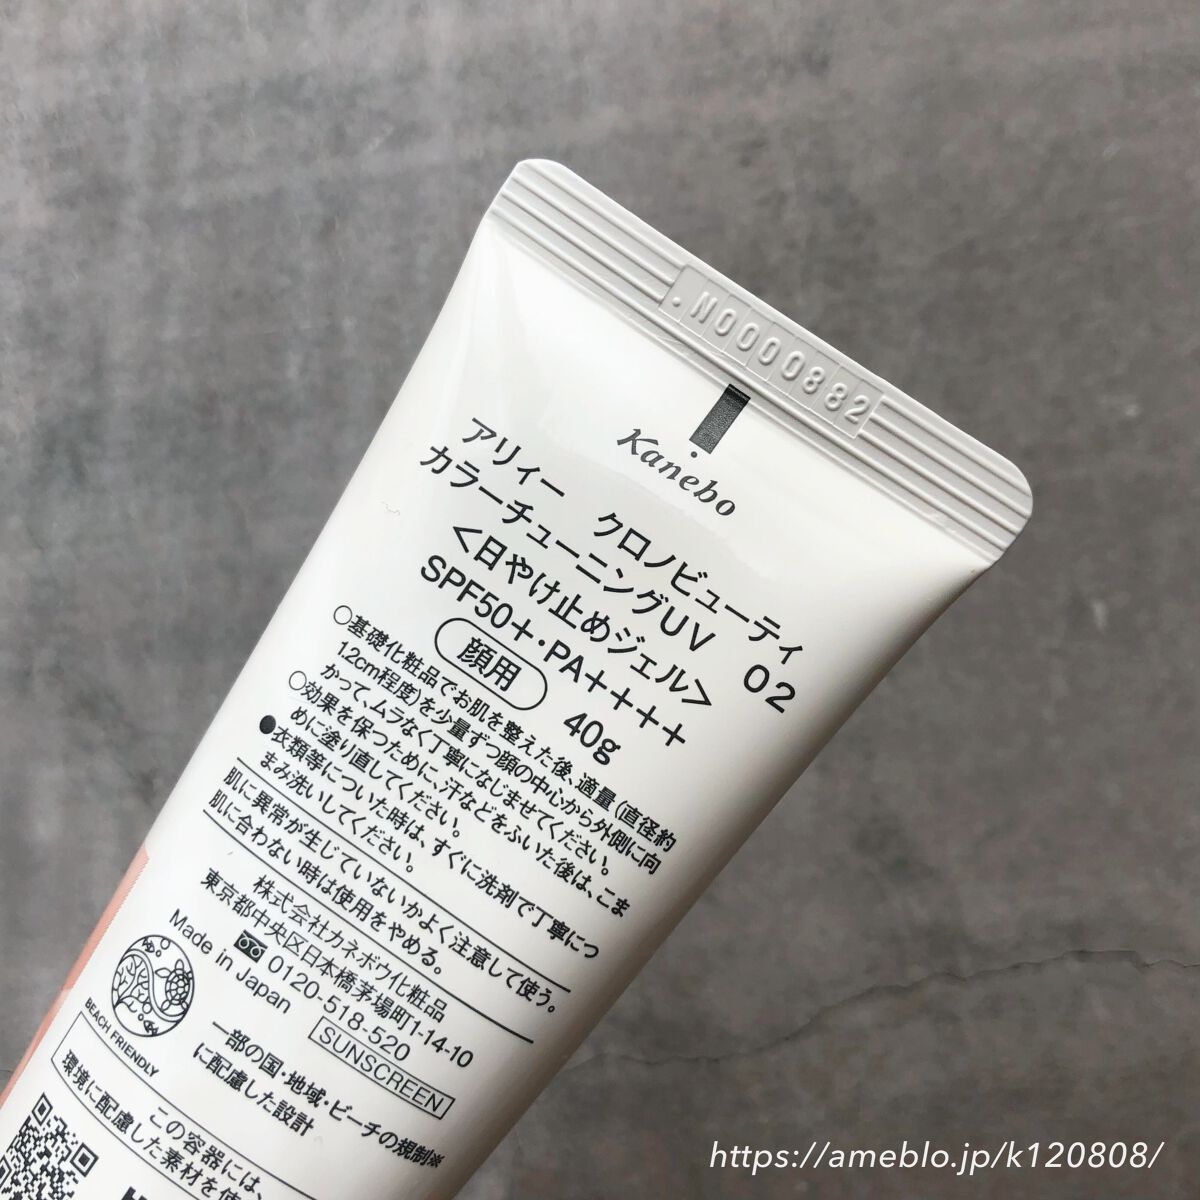 .N0000882
Kanebo
アリィー クロノビューティ
カラーチューニングUV 02
<日やけ止めジェル>
SPF50+・PA++++
顔用 40g
○基礎化粧品でお肌を整えた後、適量(直径約
12cm程度)を少量ずつ顔の中心から外側に向
かって、ムラなく丁寧になじませてください。
○効果を保つために、汗などをふいた後は、こま
めに塗り直してください。
●衣類等についた時は、すぐに洗剤で丁寧につ
まみ洗いしてください。
肌に異常が生じていないかよく注意して使う。
肌に合わない時は使用をやめる。
株式会社カネボウ化粧品
東京都中央区日本橋茅場町1-14-10
0120-518-520
Made in Japan
SUNSCREEN
BEACH FRIENDLY
一部の国・地域・ビーチの規制※
に配慮した設計
この容器には、
環境に配慮した素材を使
https://ameblo.jp/k120808/